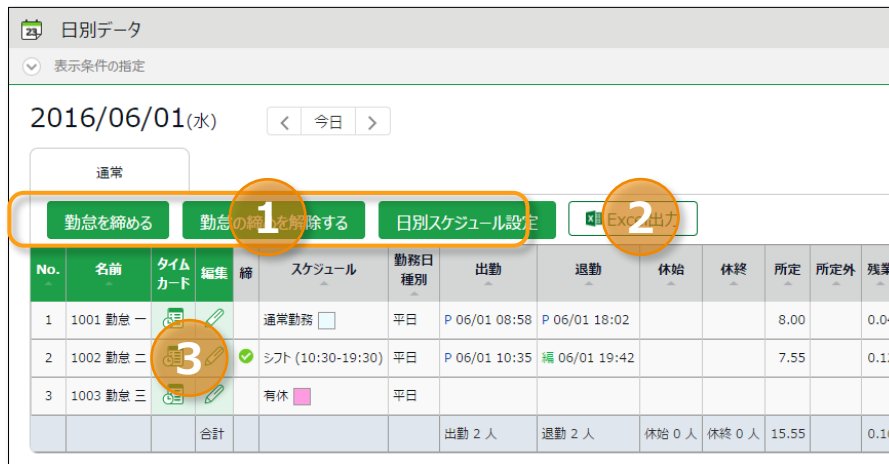 23 日別データ
表示条件の指定
2016/06/01(水) < 今日 >
通常
勤怠を締める 勤怠の締めを解除する 日別スケジュール設定 Excel出力
1 2
No. 名前 タイムカード 編集 締 スケジュール 勤務日種別 出勤 退勤 休始 休終 所定 所定外 残業
1 1001 勤怠 一 通常勤務 平日 P 06/01 08:58 P 06/01 18:02 8.00 0.04
2 1002 勤怠 二 シフト (10:30-19:30) 平日 P 06/01 10:35 編 06/01 19:42 7.55
3
3 1003 勤怠 三 有休 平日
合計 出勤 2 人 退勤 2 人 休始 0 人 休終 0 人 15.55